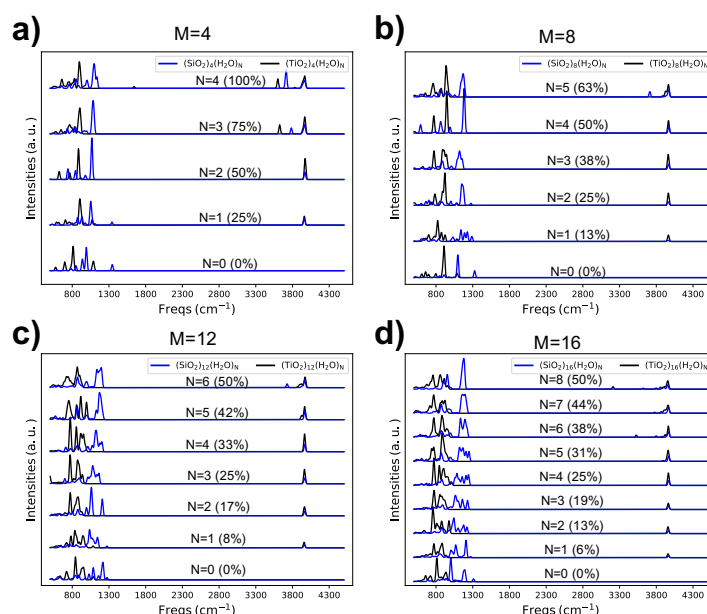 a)
M=4
(SiO₂)₄(H₂O)N (TiO₂)₄(H₂O)N
N=4 (100%)
N=3 (75%)
N=2 (50%)
N=1 (25%)
N=0 (0%)
Intensities (a. u.)
800 1300 1800 2300 2800 3300 3800 4300
Freqs (cm⁻¹)
b)
M=8
(SiO₂)₈(H₂O)N (TiO₂)₈(H₂O)N
N=5 (63%)
N=4 (50%)
N=3 (38%)
N=2 (25%)
N=1 (13%)
N=0 (0%)
Intensities (a. u.)
800 1300 1800 2300 2800 3300 3800 4300
Freqs (cm⁻¹)
c)
M=12
(SiO₂)₁₂(H₂O)N (TiO₂)₁₂(H₂O)N
N=6 (50%)
N=5 (42%)
N=4 (33%)
N=3 (25%)
N=2 (17%)
N=1 (8%)
N=0 (0%)
Intensities (a. u.)
800 1300 1800 2300 2800 3300 3800 4300
Freqs (cm⁻¹)
d)
M=16
(SiO₂)₁₆(H₂O)N (TiO₂)₁₆(H₂O)N
N=8 (50%)
N=7 (44%)
N=6 (38%)
N=5 (31%)
N=4 (25%)
N=3 (19%)
N=2 (13%)
N=1 (6%)
N=0 (0%)
Intensities (a. u.)
800 1300 1800 2300 2800 3300 3800 4300
Freqs (cm⁻¹)